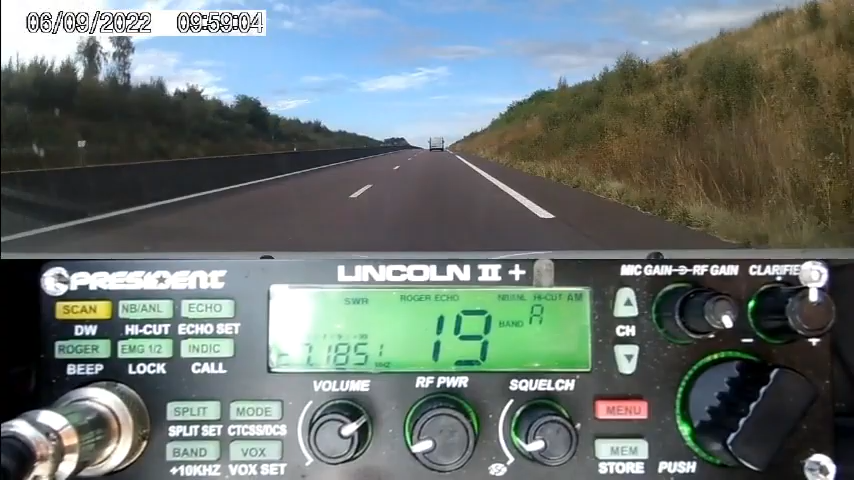 06/09/2022 09:59:04
PRESIDENT LINCOLN II + MIC GAIN RF GAIN CLARIFIER
SCAN NB/ANL ECHO
DW HI-CUT ECHO SET
ROGER EMG 1/2 INDIC
BEEP LOCK CALL
SWR ROGER ECHO NB/ANL HI-CUT AM
19 BAND A
CH
VOLUME RF PWR SQUELCH
SPLIT MODE
SPLIT SET CTCSS/DCS
BAND VOX
+10KHZ VOX SET
MENU
MEM
STORE PUSH
- +